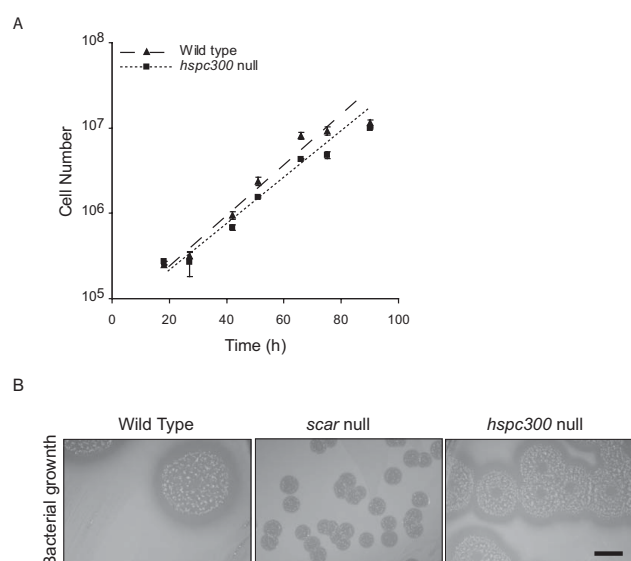 A
10⁸
Wild type
hspc300 null
10⁷
Cell Number
10⁶
10⁵
0 20 40 60 80 100
Time (h)
B
Wild Type scar null hspc300 null
Bacterial grownth